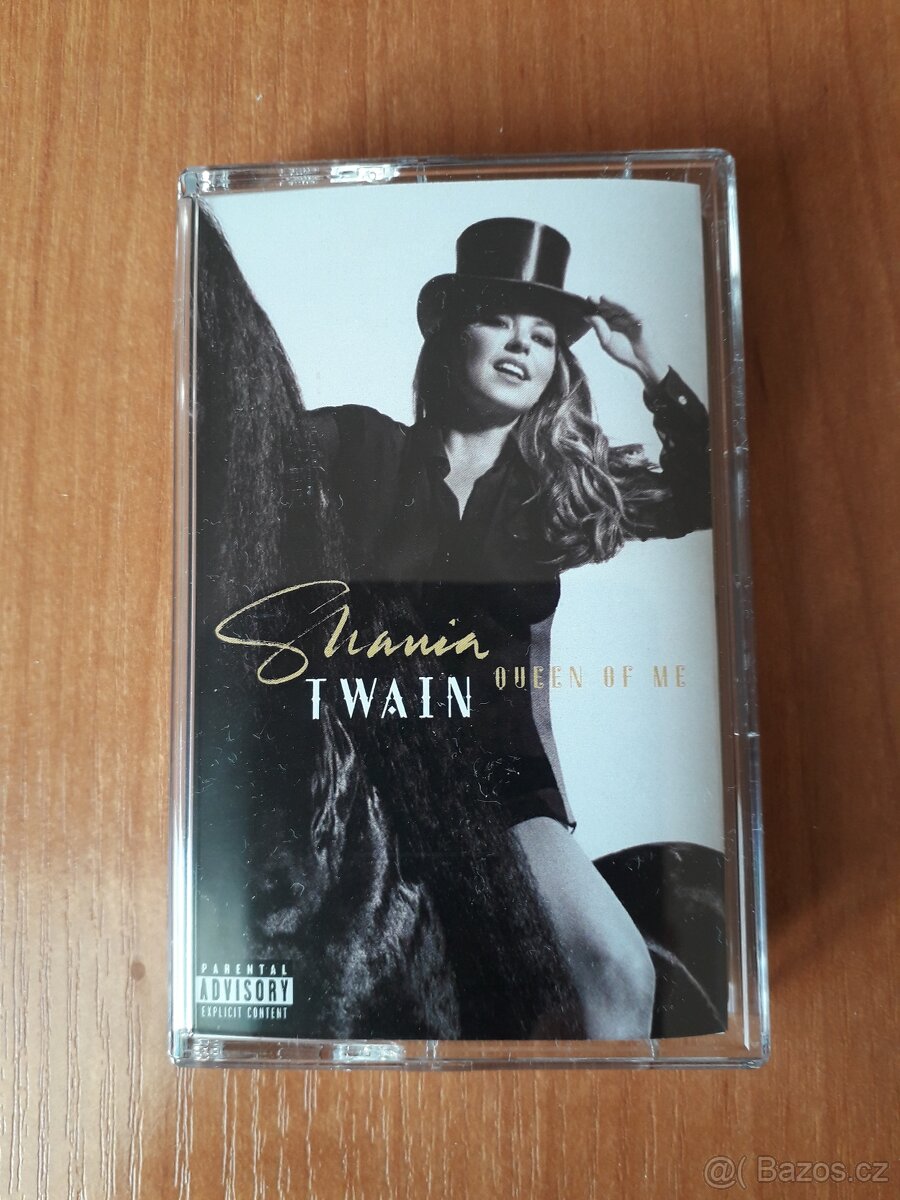 Shania
TWAIN
QUEEN OF ME
PARENTAL
ADVISORY
EXPLICIT CONTENT
@( Bazos.cz